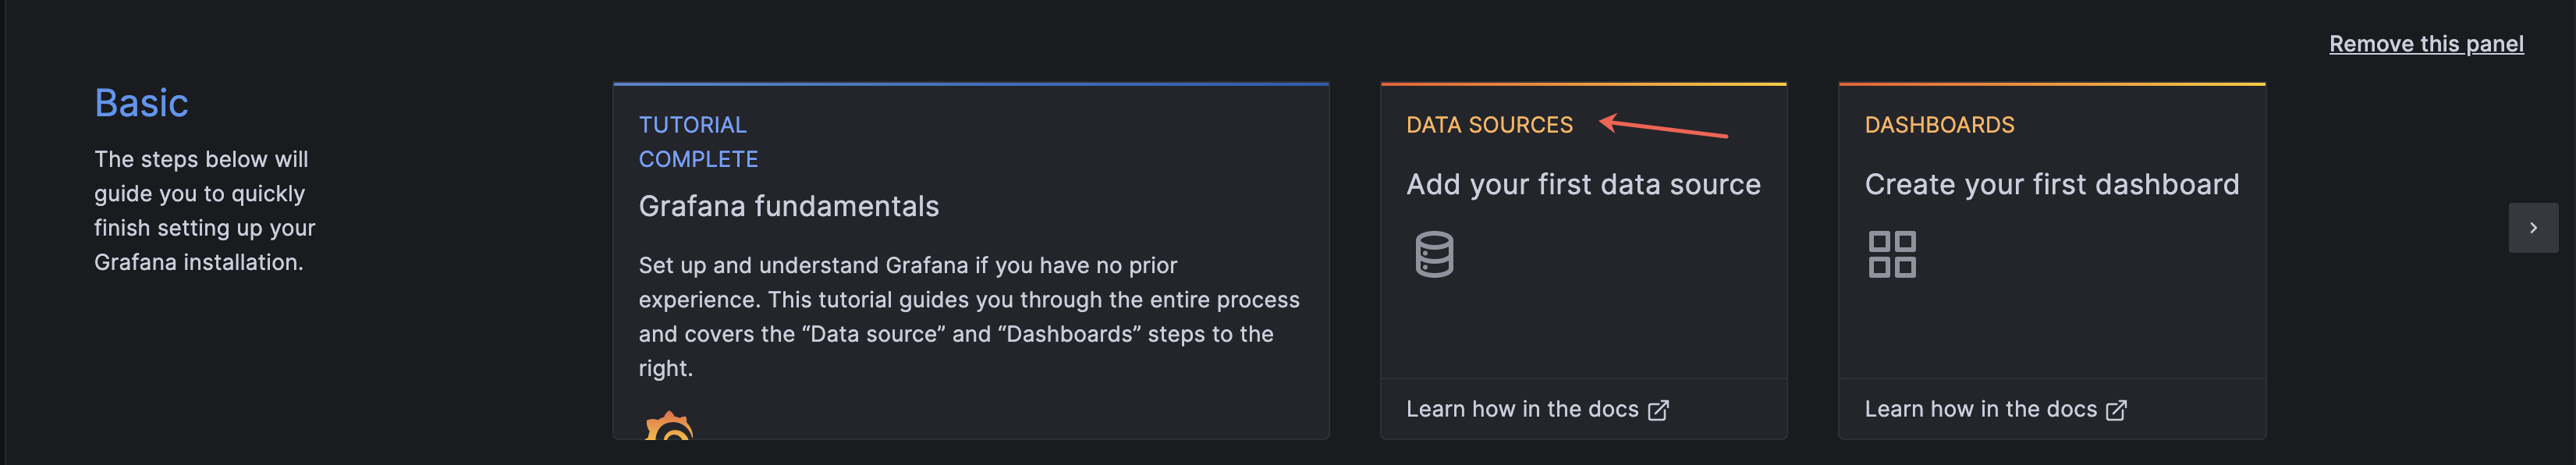 Remove this panel
Basic
The steps below will
guide you to quickly
finish setting up your
Grafana installation.
TUTORIAL
COMPLETE
Grafana fundamentals
Set up and understand Grafana if you have no prior
experience. This tutorial guides you through the entire process
and covers the “Data source” and “Dashboards” steps to the
right.
DATA SOURCES
Add your first data source
Learn how in the docs
DASHBOARDS
Create your first dashboard
Learn how in the docs